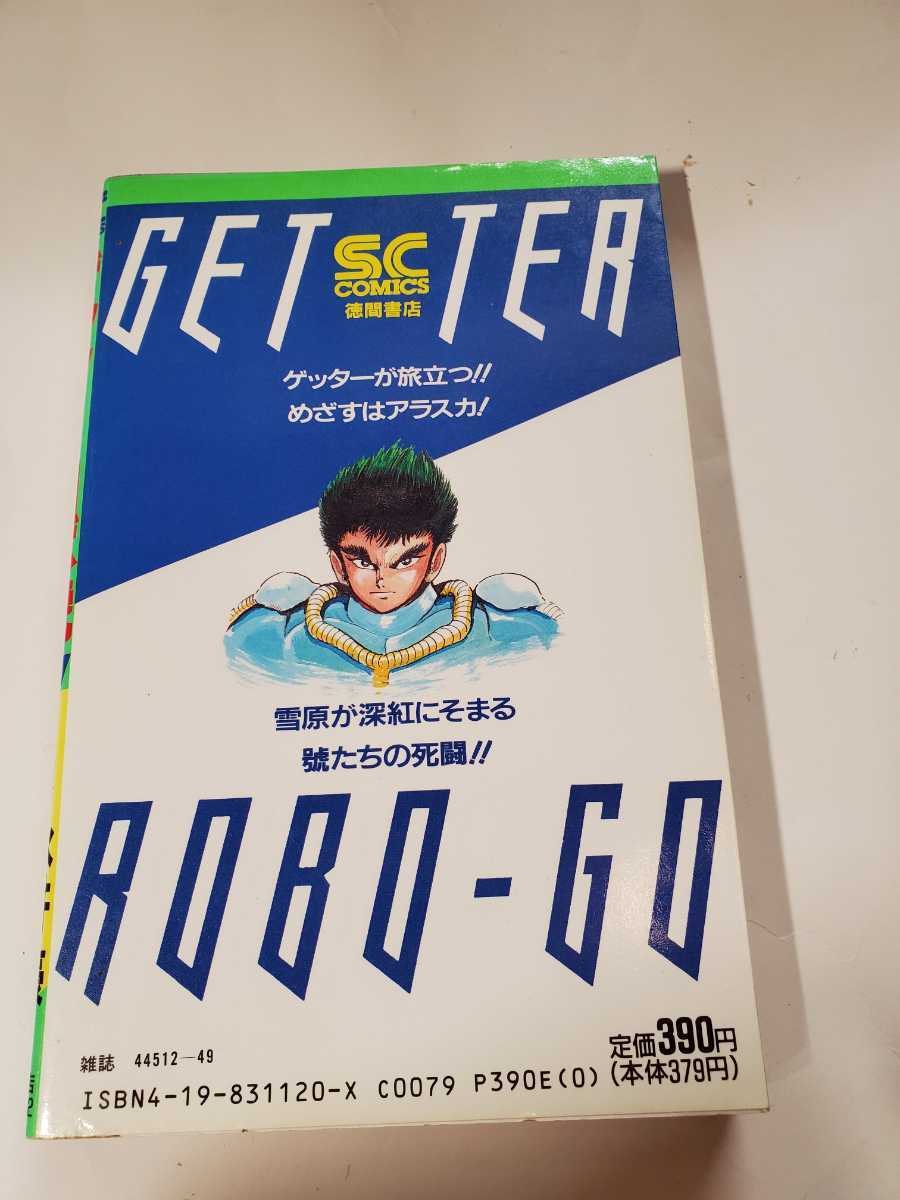 GET TER
SC
COMICS
徳間書店
ゲッターが旅立つ!!
めざすはアラスカ!
雪原が深紅にそまる
號たちの死闘!!
ROBO-GO
雑誌 44512―49
定価390円
(本体379円)
ISBN4-19-831120-X C0079 P390E(0)